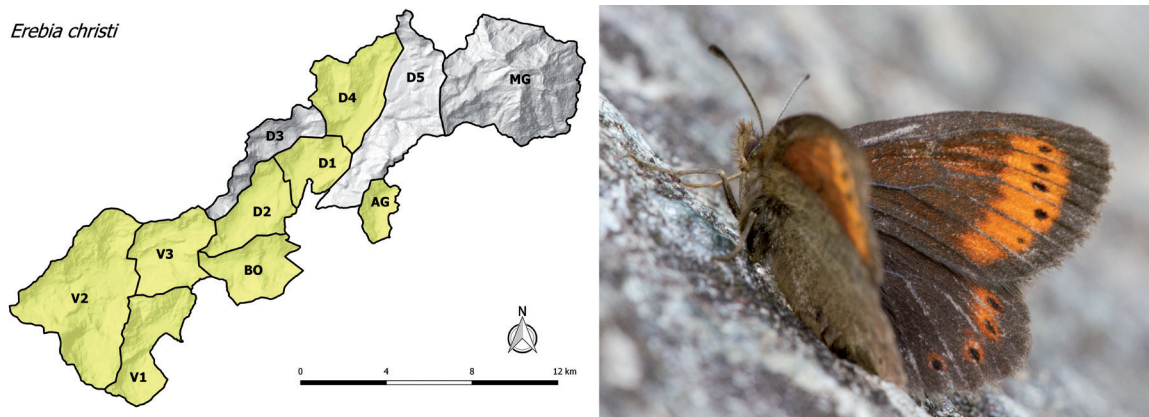 Erebia christi
D4
D5
MG
D3
D1
D2
AG
V3
BO
V2
V1
N
0 4 8 12 km